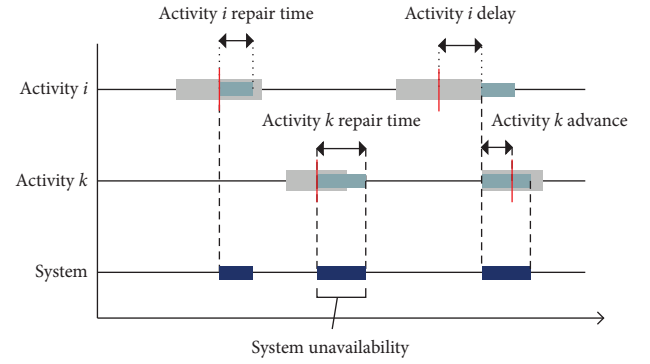 Activity i repair time
Activity i delay
Activity i
Activity k repair time
Activity k advance
Activity k
System
System unavailability